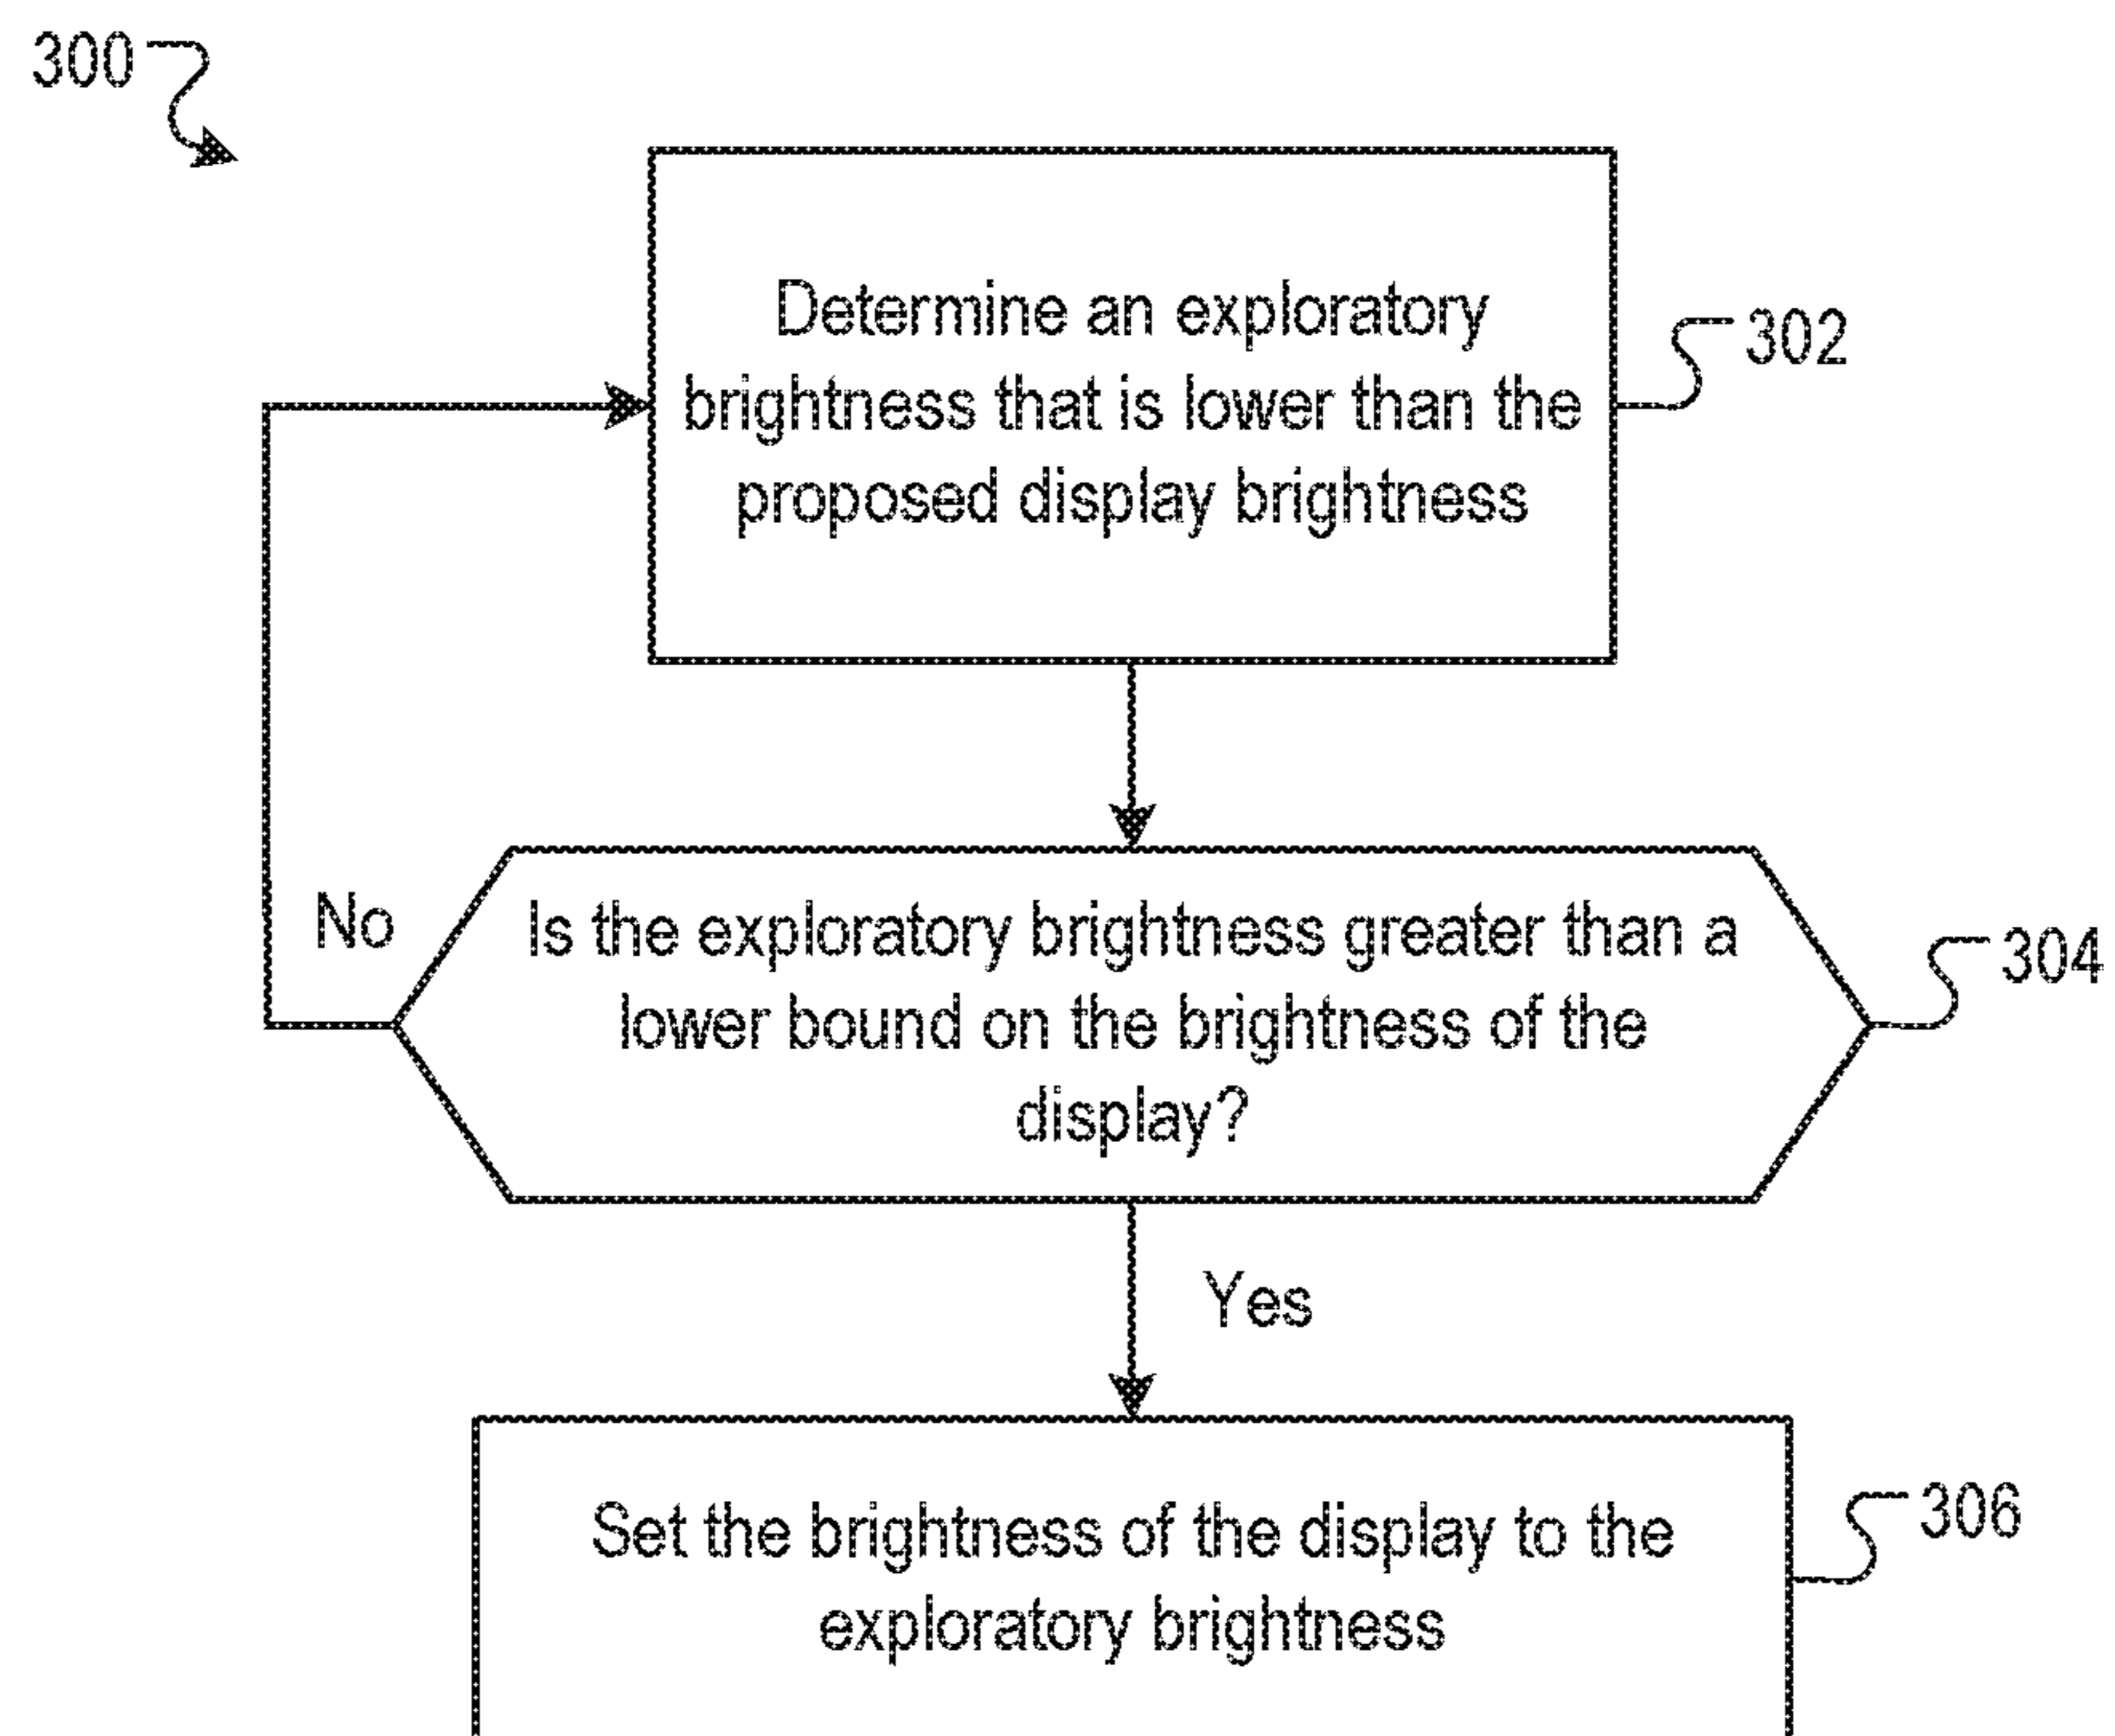 300
Determine an exploratory
brightness that is lower than the
proposed display brightness
302
No
Is the exploratory brightness greater than a
lower bound on the brightness of the
display?
304
Yes
Set the brightness of the display to the
exploratory brightness
306